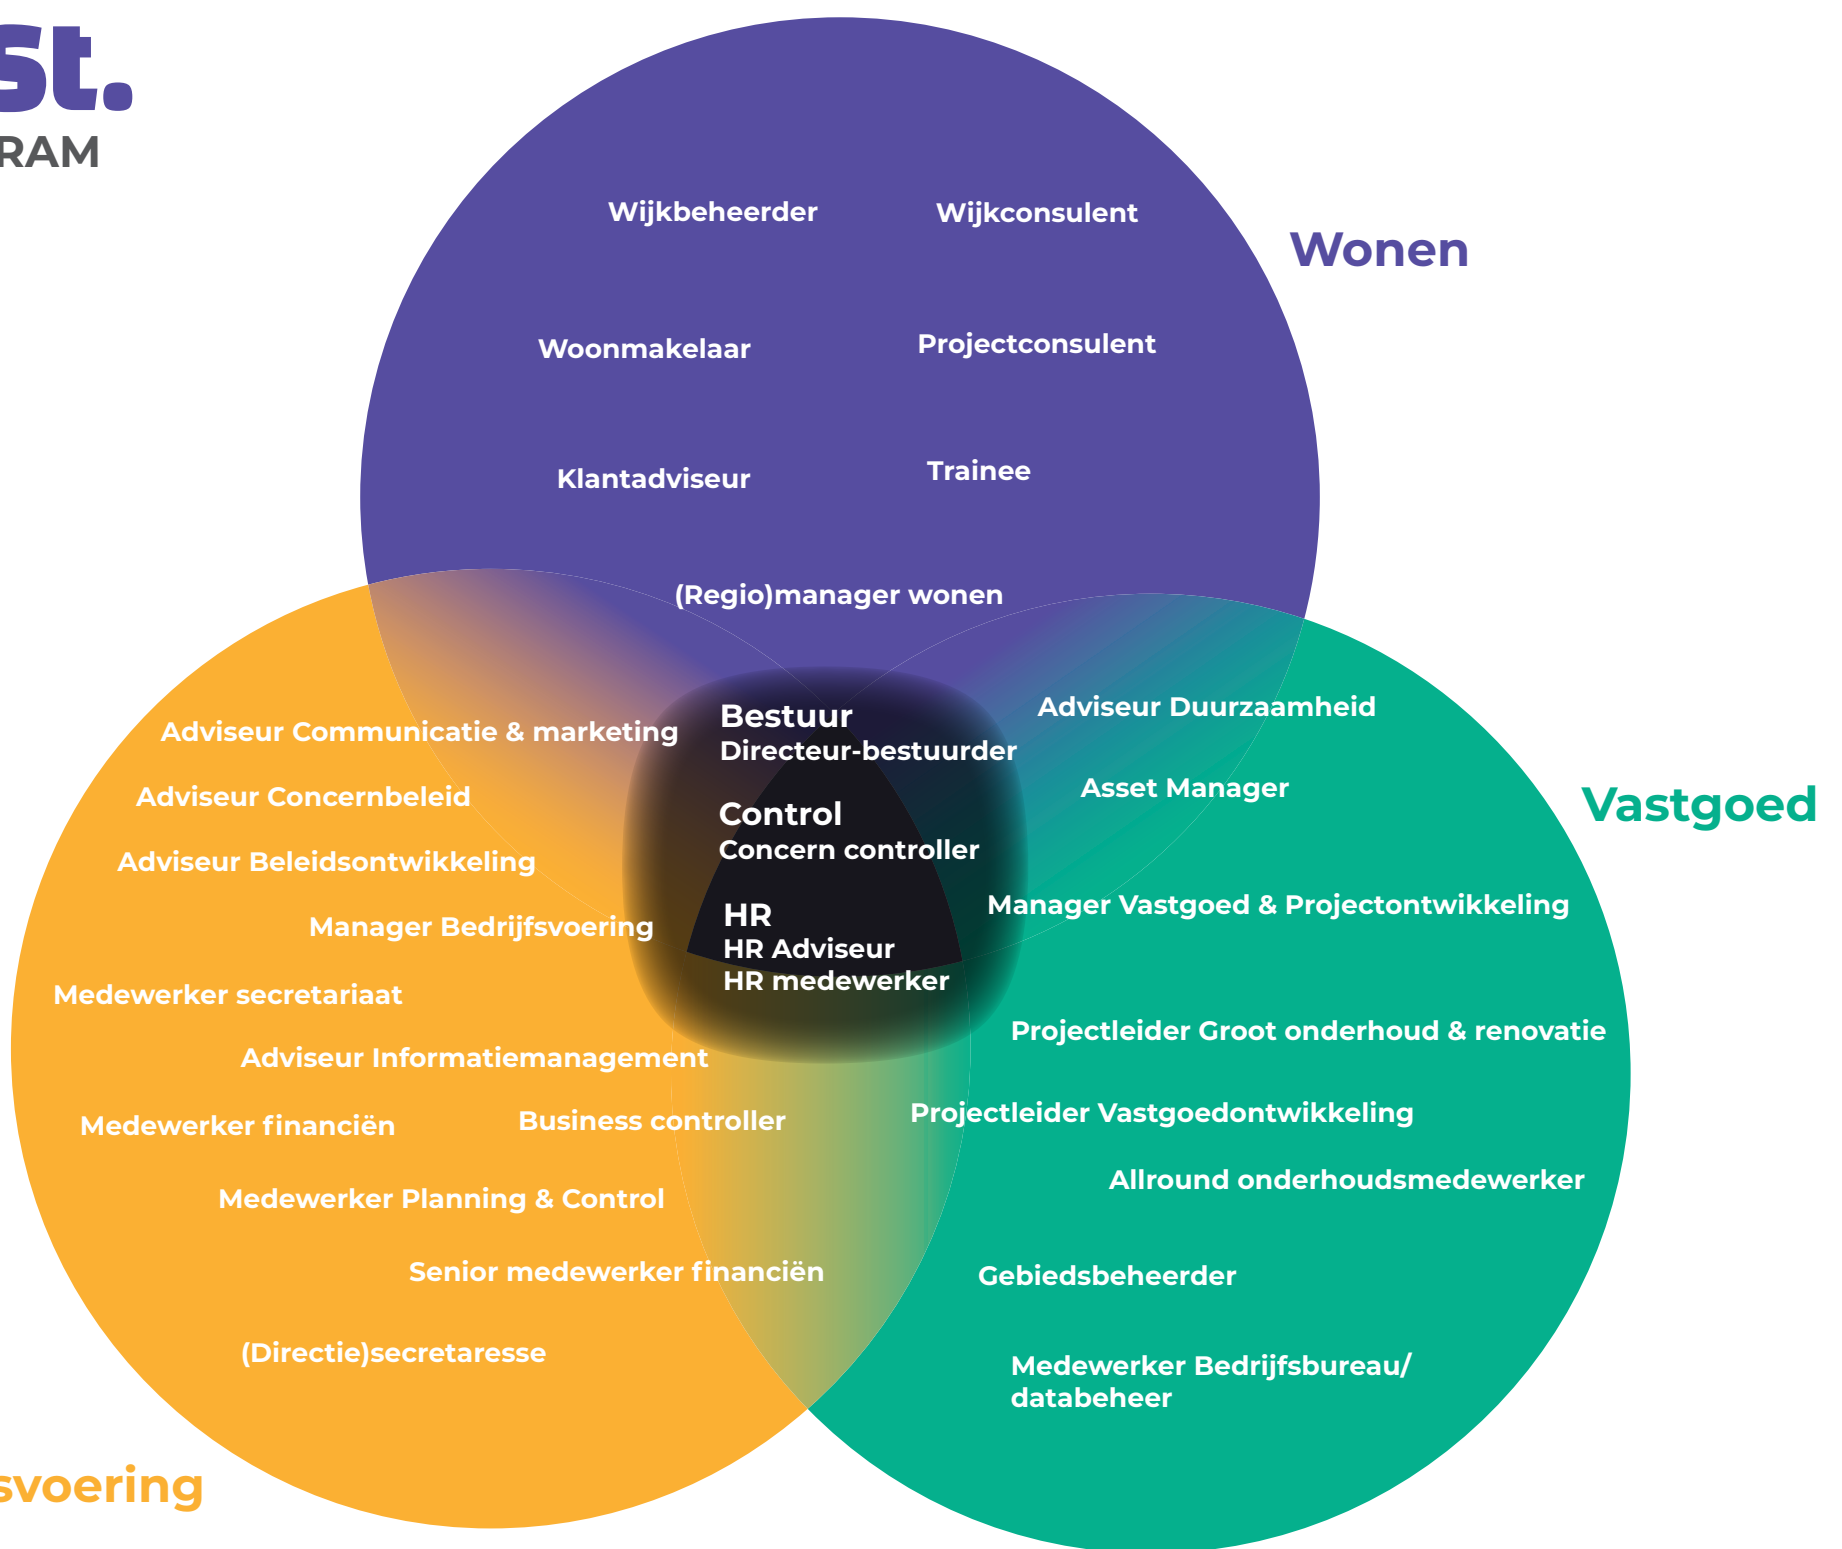 st.
RAM
Wijkbeheerder
Wijkconsulent
Wonen
Woonmakelaar
Projectconsulent
Klantadviseur
Trainee
(Regio)manager wonen
Bestuur
Directeur-bestuurder
Control
Concern controller
HR
HR Adviseur
HR medewerker
Adviseur Communicatie & marketing
Adviseur Concernbeleid
Adviseur Beleidsontwikkeling
Manager Bedrijfsvoering
Medewerker secretariaat
Adviseur Informatiemanagement
Medewerker financiën
Business controller
Medewerker Planning & Control
Senior medewerker financiën
(Directie)secretaresse
svoering
Adviseur Duurzaamheid
Asset Manager
Vastgoed
Manager Vastgoed & Projectontwikkeling
Projectleider Groot onderhoud & renovatie
Projectleider Vastgoedontwikkeling
Allround onderhoudsmedewerker
Gebiedsbeheerder
Medewerker Bedrijfsbureau/
databeheer